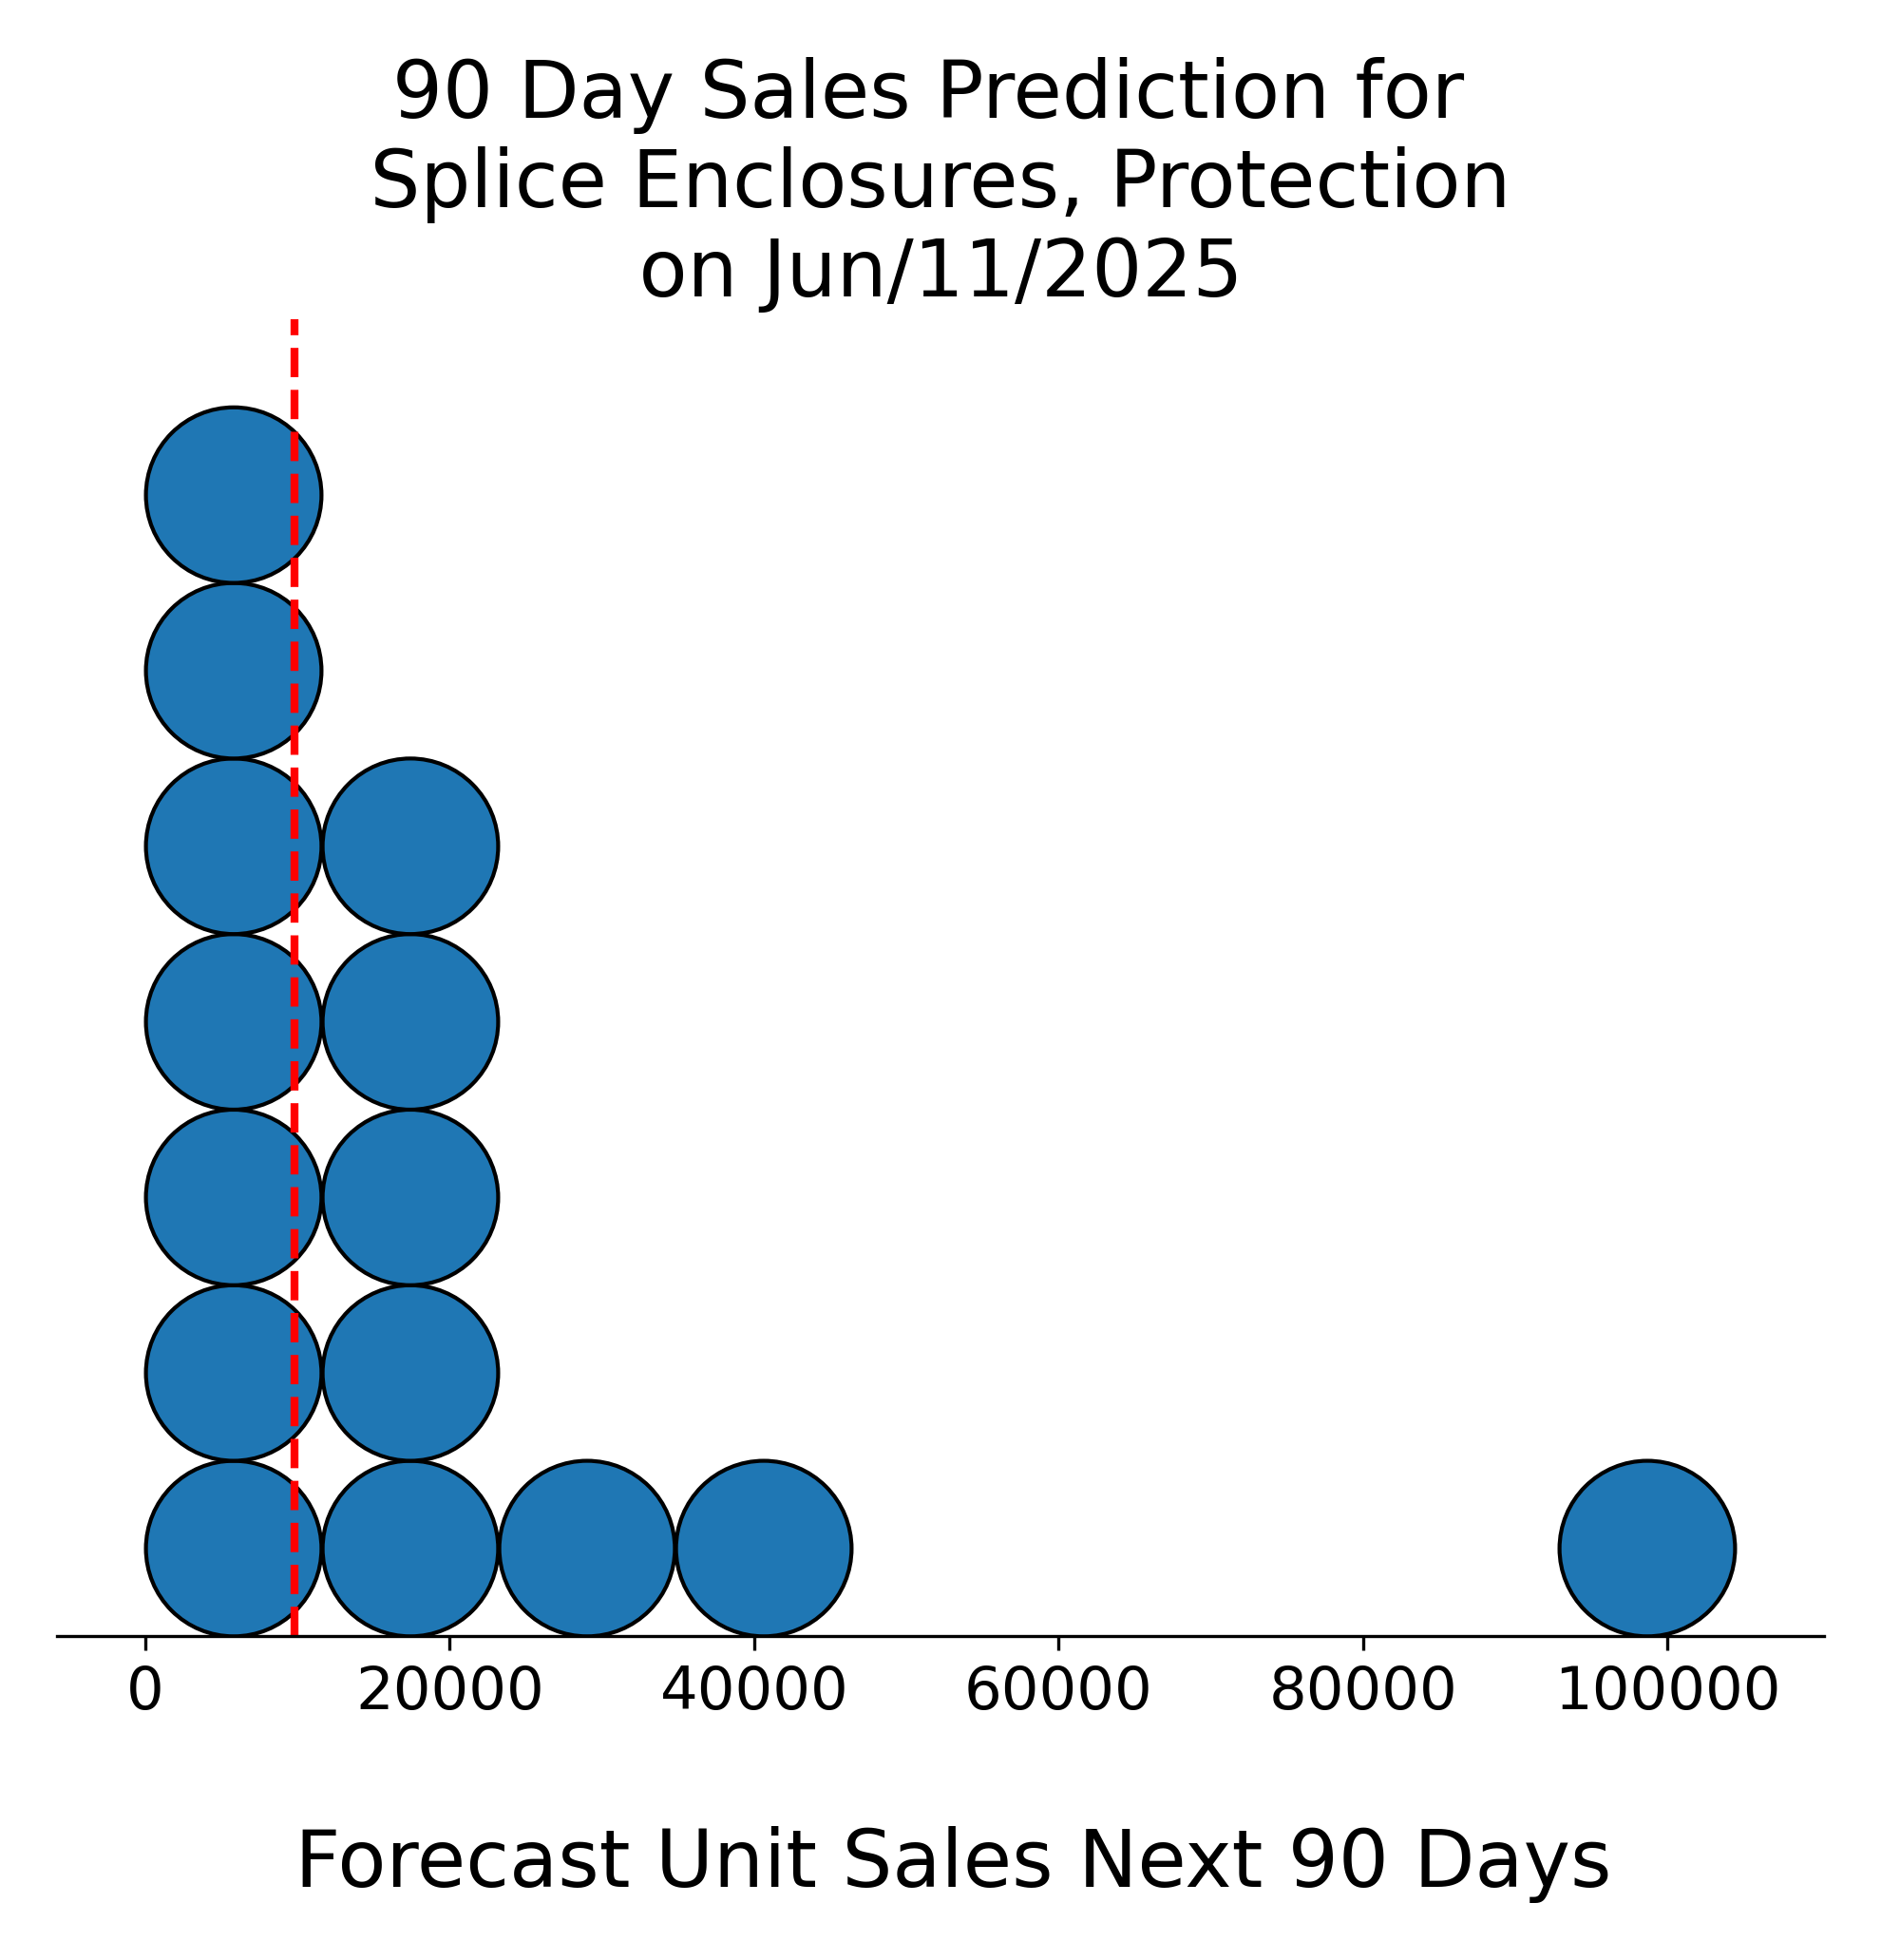 90 Day Sales Prediction for
Splice Enclosures, Protection
on Jun/11/2025
0 20000 40000 60000 80000 100000
Forecast Unit Sales Next 90 Days